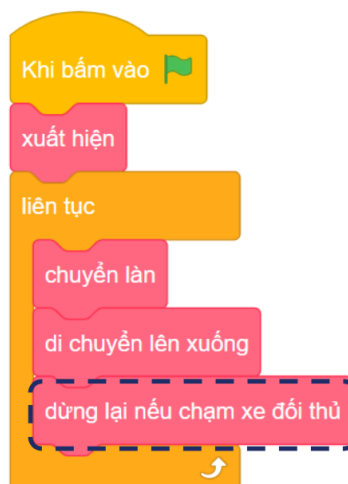 Khi bấm vào
xuất hiện
liên tục
chuyển làn
di chuyển lên xuống
dừng lại nếu chạm xe đối thủ